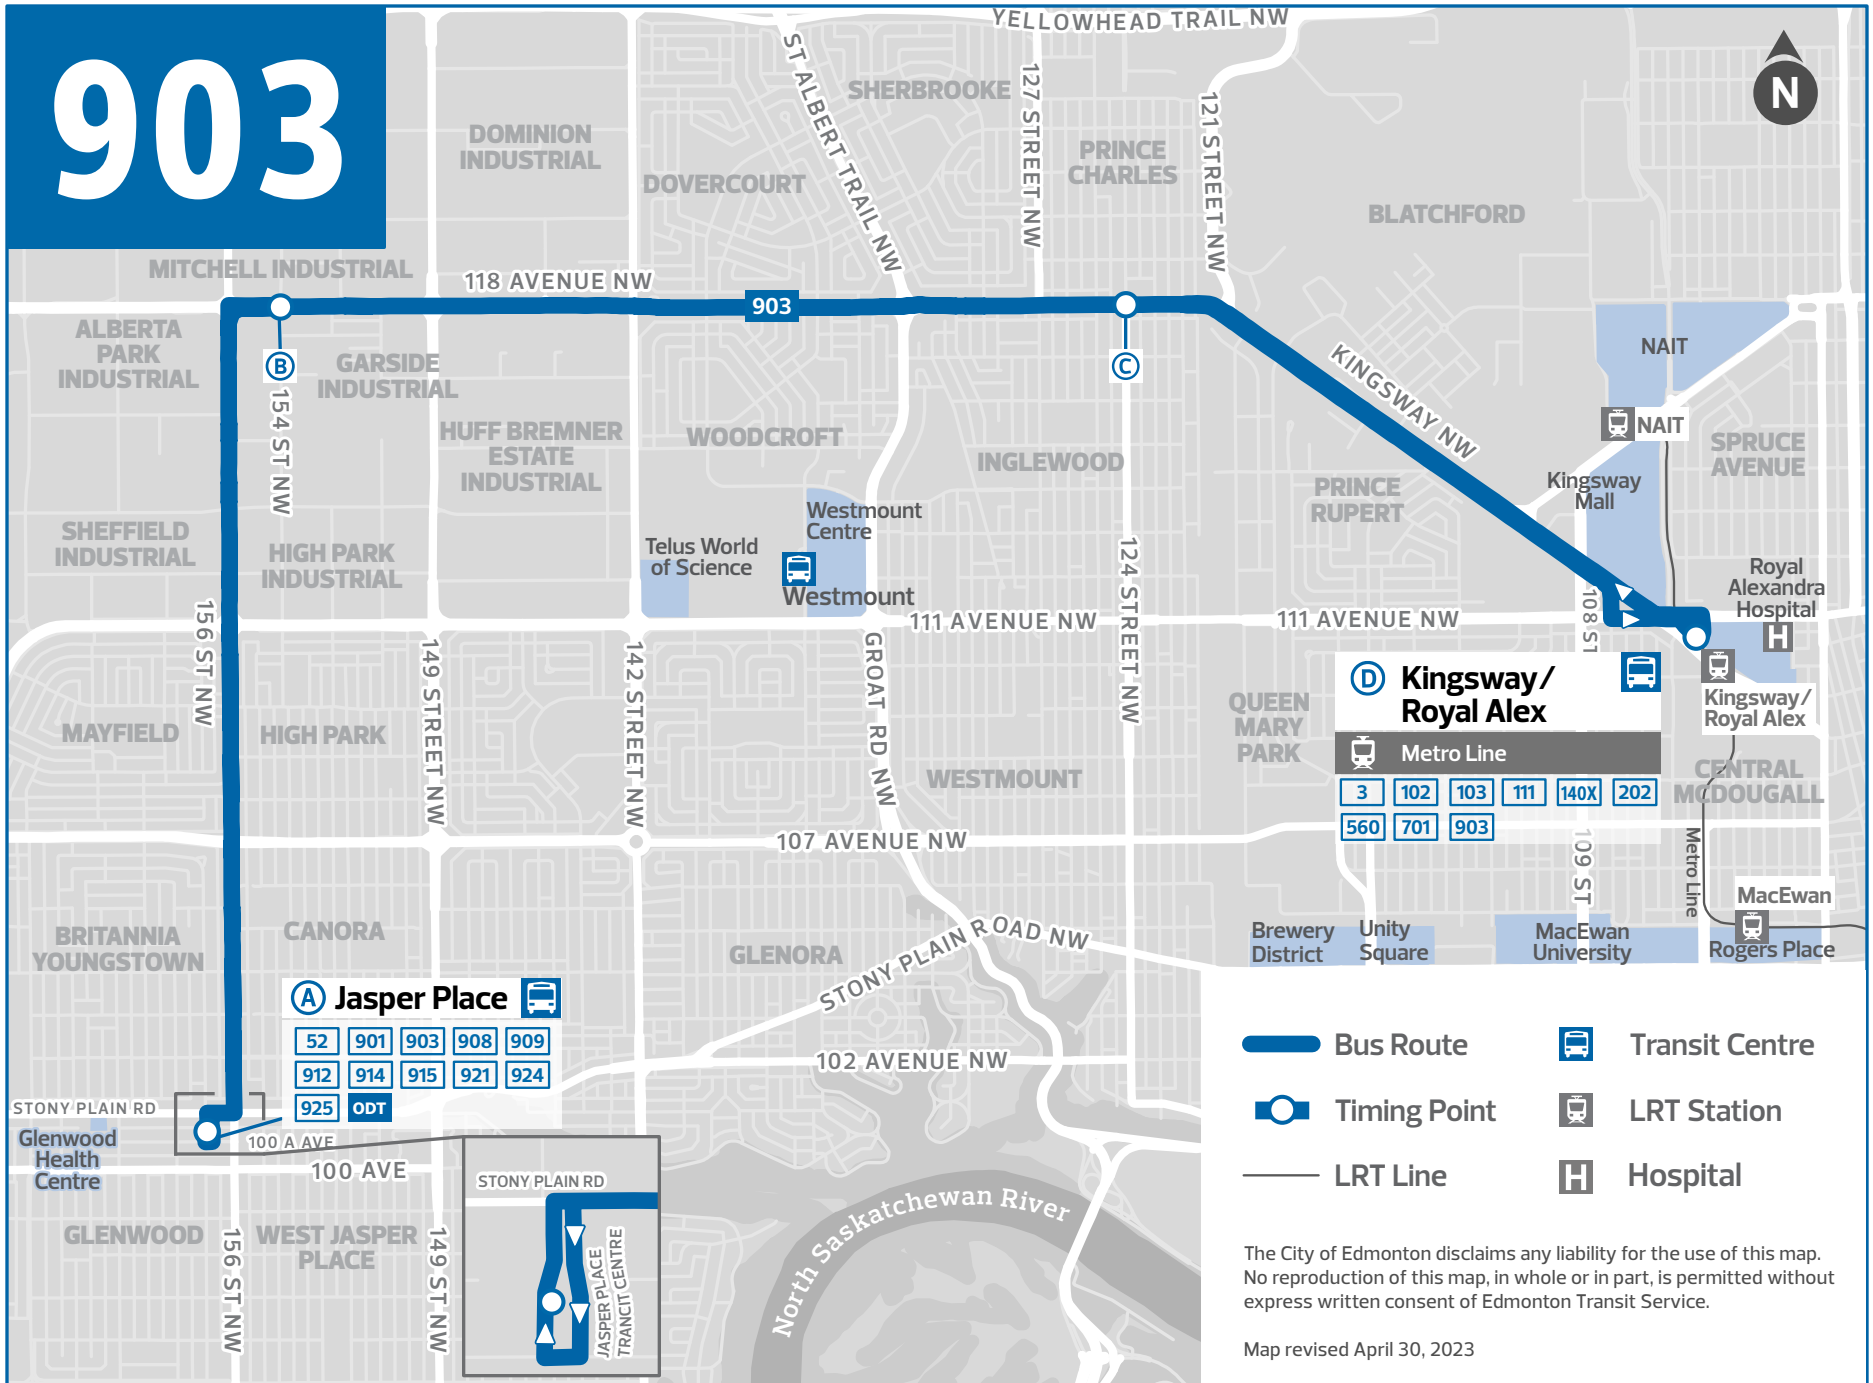 903
YELLOWHEAD TRAIL NW
N
ST ALBERT TRAIL NW
SHERBROOKE
127 STREET NW
121 STREET NW
DOMINION
INDUSTRIAL
DOVERCOURT
PRINCE
CHARLES
BLATCHFORD
MITCHELL INDUSTRIAL
118 AVENUE NW
903
ALBERTA
PARK
INDUSTRIAL
B
154 ST NW
GARSIDE
INDUSTRIAL
C
KINGSWAY NW
NAIT
NAIT
HUFF BREMNER
ESTATE
INDUSTRIAL
WOODCROFT
INGLEWOOD
SPRUCE
AVENUE
Kingsway
Mall
PRINCE
RUPERT
SHEFFIELD
INDUSTRIAL
HIGH PARK
INDUSTRIAL
Telus World
of Science
Westmount
Centre
Westmount
124 STREET NW
Royal
Alexandra
Hospital
H
156 ST NW
111 AVENUE NW
111 AVENUE NW
108 ST
149 STREET NW
142 STREET NW
GROAT RD NW
MAYFIELD
HIGH PARK
WESTMOUNT
QUEEN
MARY
PARK
D Kingsway/
Royal Alex
Metro Line
3 102 103 111 140X 202
560 701 903
Kingsway/
Royal Alex
CENTRAL
MCDOUGALL
107 AVENUE NW
109 ST
Metro Line
MacEwan
BRITANNIA
YOUNGSTOWN
CANORA
GLENORA
STONY PLAIN ROAD NW
Brewery
District
Unity
Square
MacEwan
University
Rogers Place
A Jasper Place
52 901 903 908 909
912 914 915 921 924
925 ODT
102 AVENUE NW
STONY PLAIN RD
Glenwood
Health
Centre
100 A AVE
100 AVE
GLENWOOD
156 ST NW
WEST JASPER
PLACE
149 ST NW
STONY PLAIN RD
JASPER PLACE
TRANCIT CENTRE
North Saskatchewan River
Bus Route
Transit Centre
Timing Point
LRT Station
LRT Line
H Hospital
The City of Edmonton disclaims any liability for the use of this map.
No reproduction of this map, in whole or in part, is permitted without
express written consent of Edmonton Transit Service.
Map revised April 30, 2023